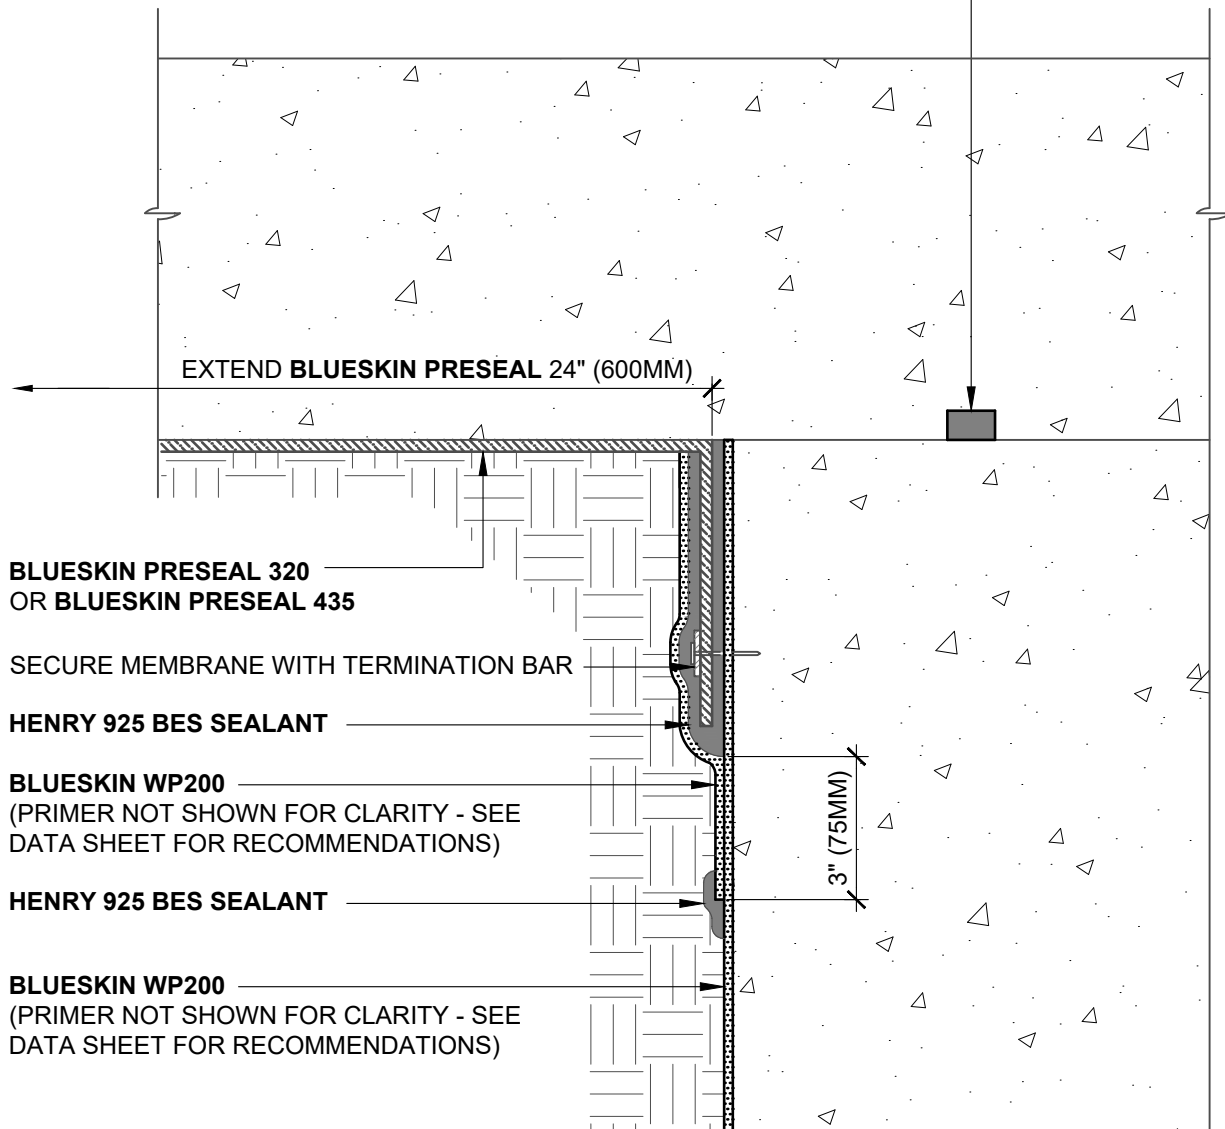 EXTEND BLUESKIN PRESEAL 24" (600MM)
BLUESKIN PRESEAL 320
OR BLUESKIN PRESEAL 435
SECURE MEMBRANE WITH TERMINATION BAR
HENRY 925 BES SEALANT
BLUESKIN WP200
(PRIMER NOT SHOWN FOR CLARITY - SEE
DATA SHEET FOR RECOMMENDATIONS)
3" (75MM)
HENRY 925 BES SEALANT
BLUESKIN WP200
(PRIMER NOT SHOWN FOR CLARITY - SEE
DATA SHEET FOR RECOMMENDATIONS)